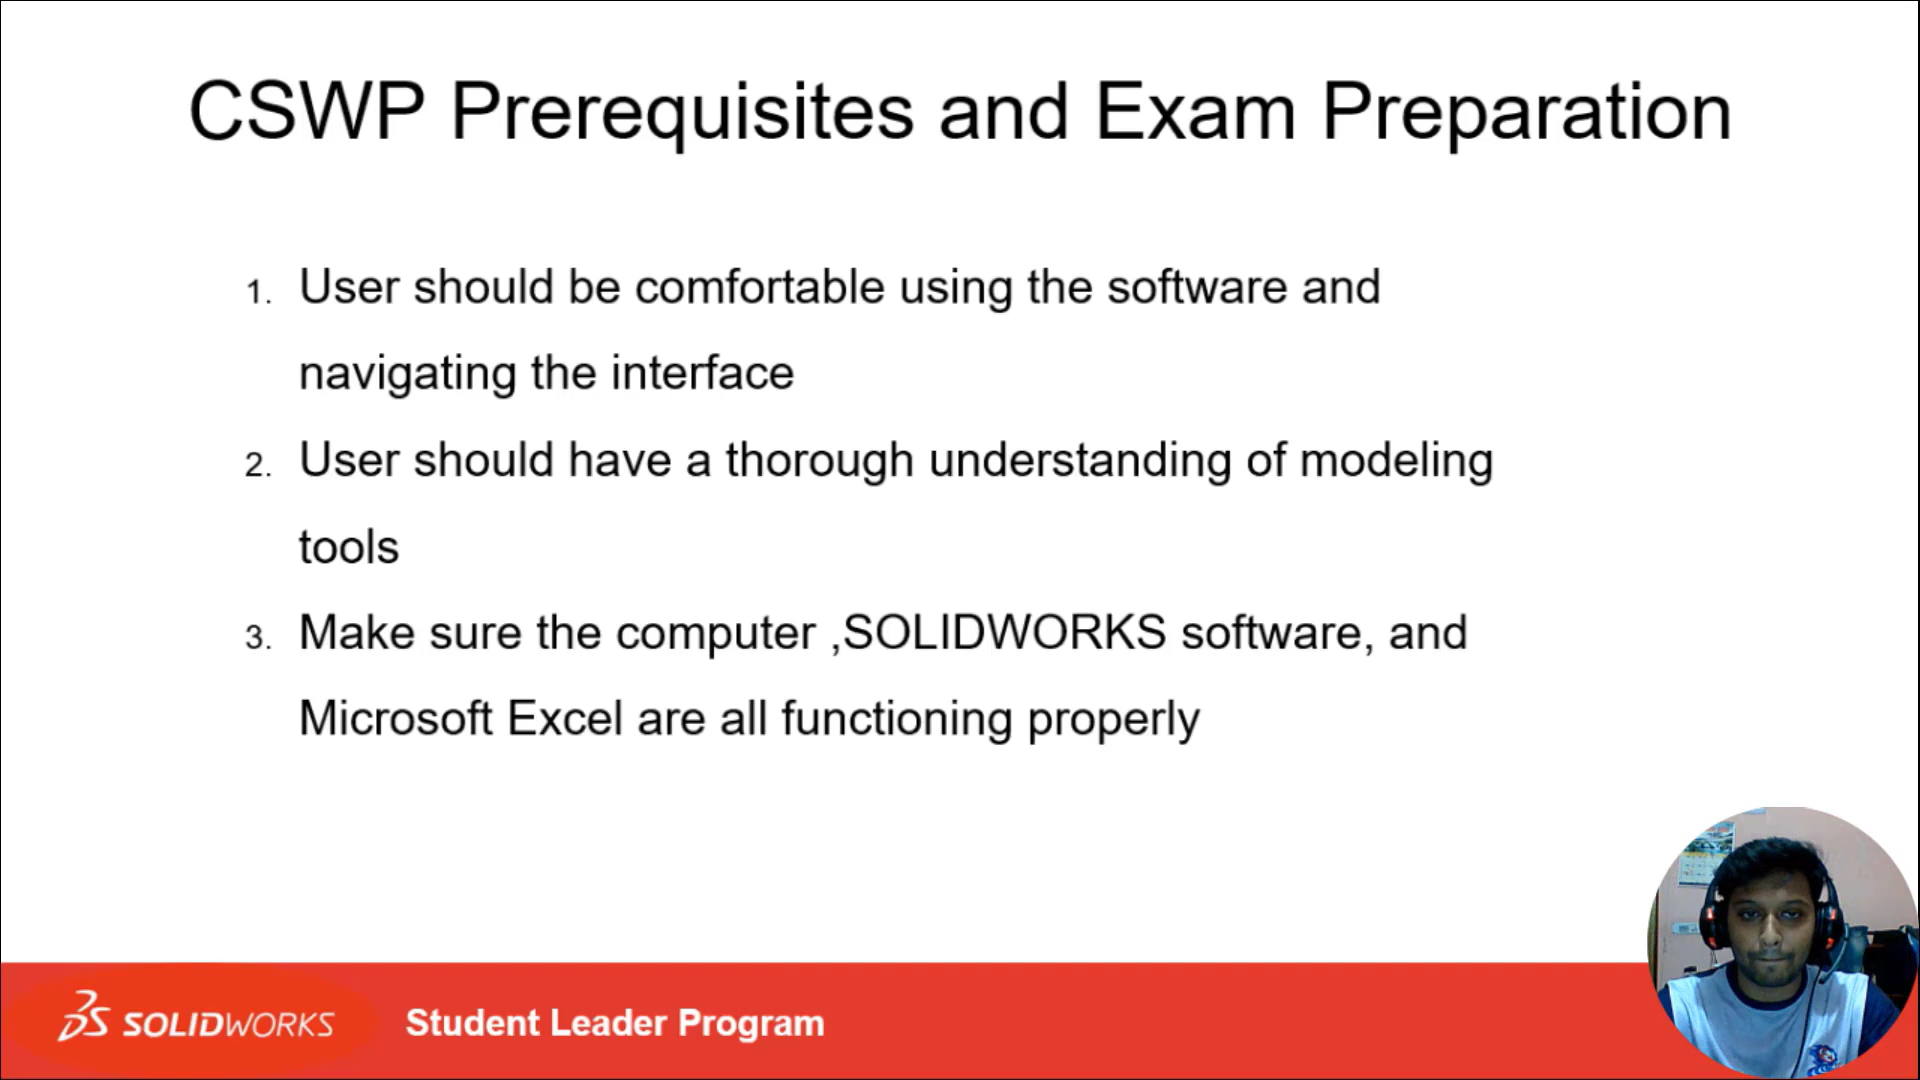 CSWP Prerequisites and Exam Preparation
1. User should be comfortable using the software and
navigating the interface
2. User should have a thorough understanding of modeling
tools
3. Make sure the computer ,SOLIDWORKS software, and
Microsoft Excel are all functioning properly
SOLIDWORKS Student Leader Program